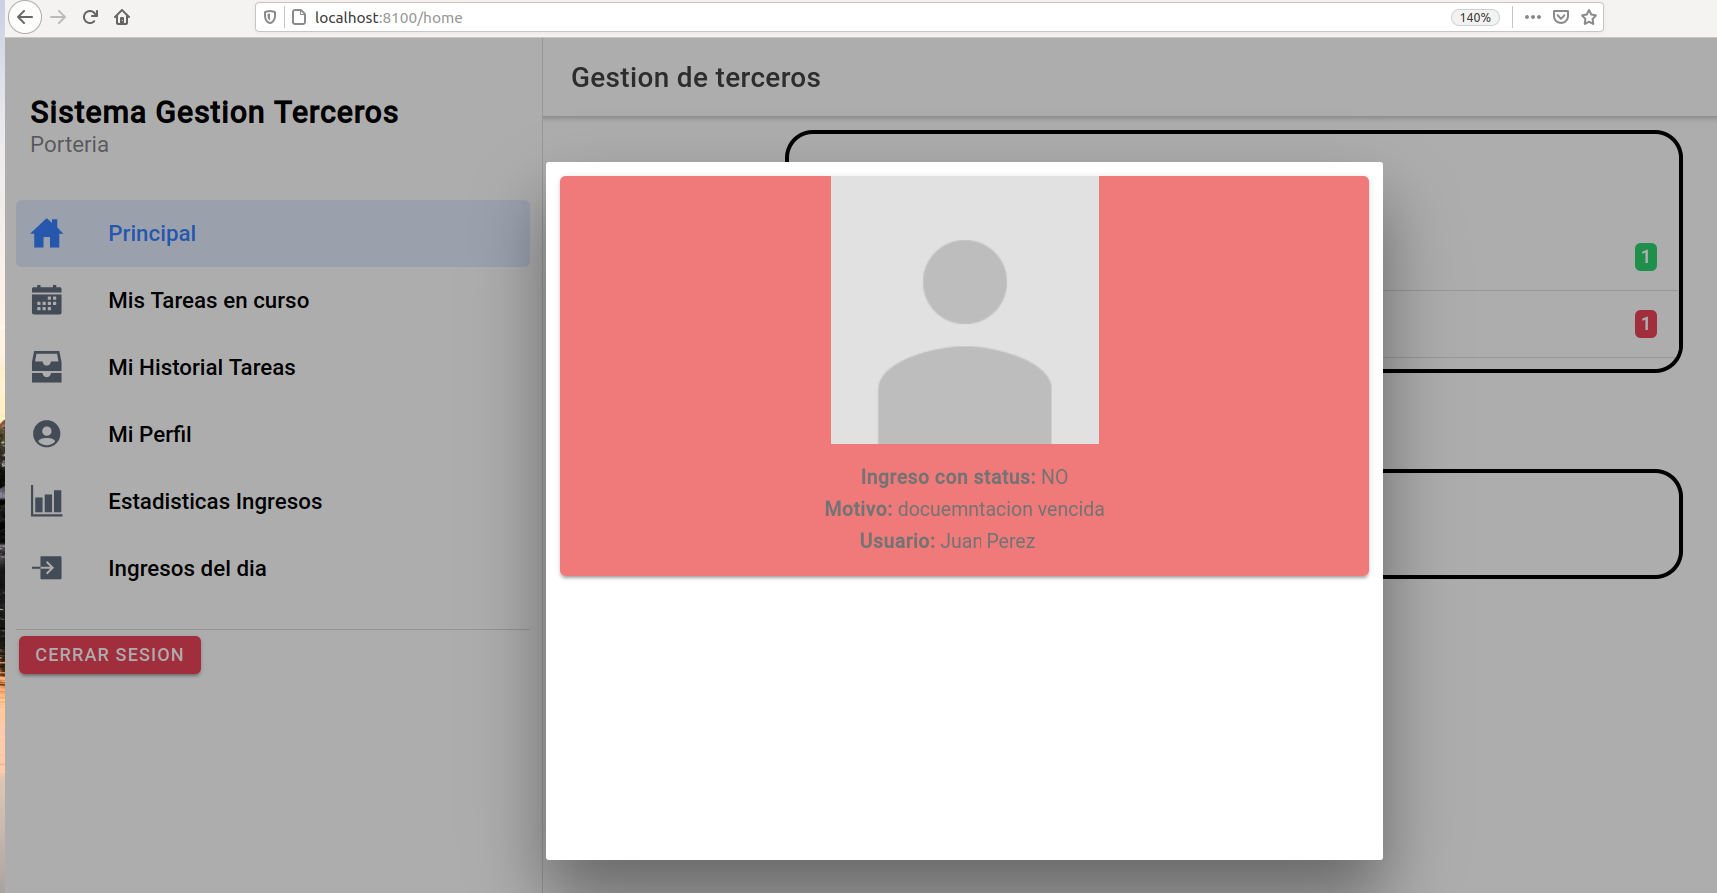 localhost:8100/home
140%
Sistema Gestion Terceros
Porteria
Principal
Mis Tareas en curso
Mi Historial Tareas
Mi Perfil
Estadisticas Ingresos
Ingresos del dia
CERRAR SESION
Gestion de terceros
1
1
Ingreso con status: NO
Motivo: docuemntacion vencida
Usuario: Juan Perez